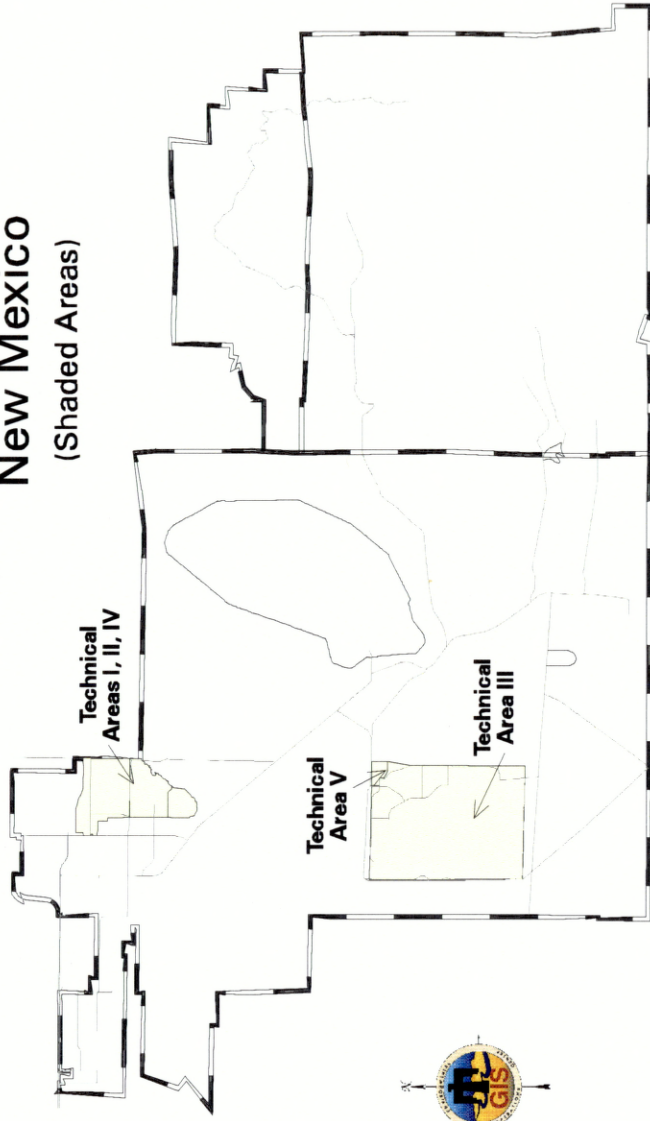 New Mexico
(Shaded Areas)
Technical
Areas I, II, IV
Technical
Area V
Technical
Area III
GIS